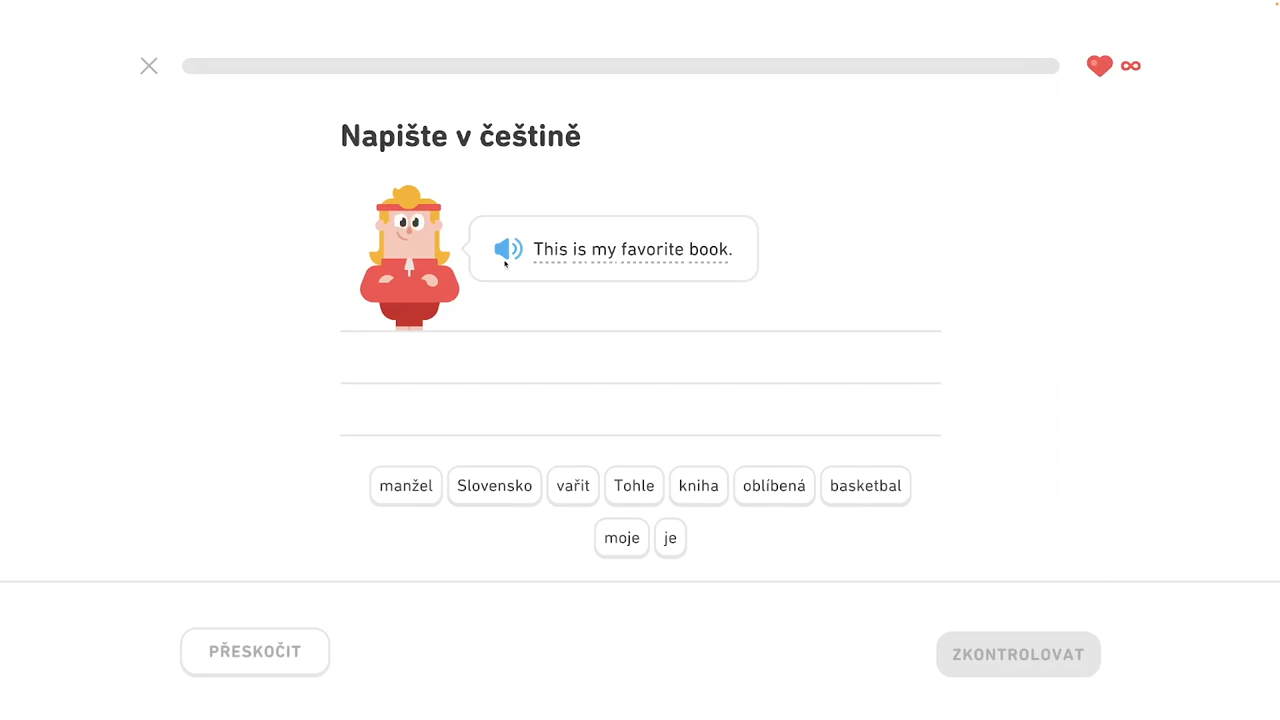 Napište v češtině
This is my favorite book.
manžel Slovensko vařit Tohle kniha oblíbená basketbal
moje je
PŘESKOČIT
ZKONTROLOVAT